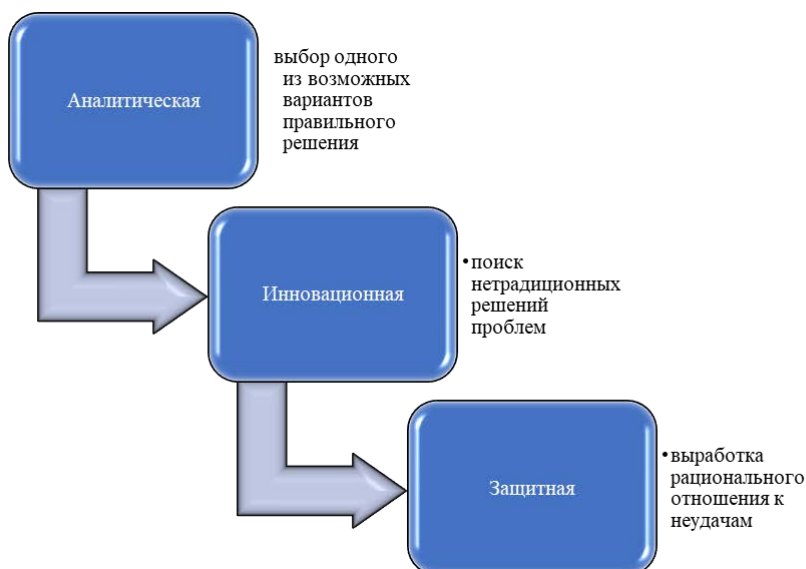 Аналитическая
выбор одного
из возможных
вариантов
правильного
решения
Инновационная
•поиск
нетрадиционных
решений
проблем
Защитная
•выработка
рационального
отношения к
неудачам